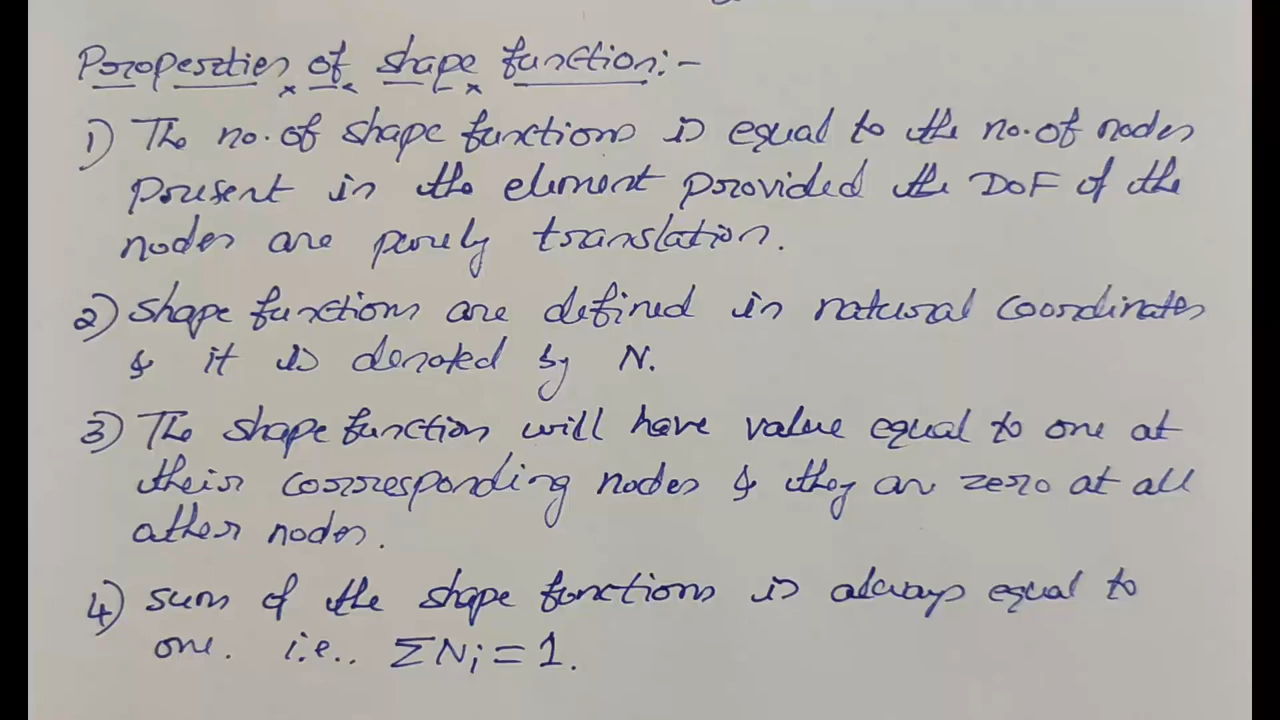 Properties of shape function:-
1) The no. of shape functions is equal to the no. of nodes
present in the element provided the DOF of the
nodes are purely translation.
2) shape functions are defined in natural coordinates
& it is denoted by N.
3) The shape function will have value equal to one at
their corresponding nodes & they are zero at all
other nodes.
4) sum of the shape functions is always equal to
one. i.e.. ΣNi = 1.